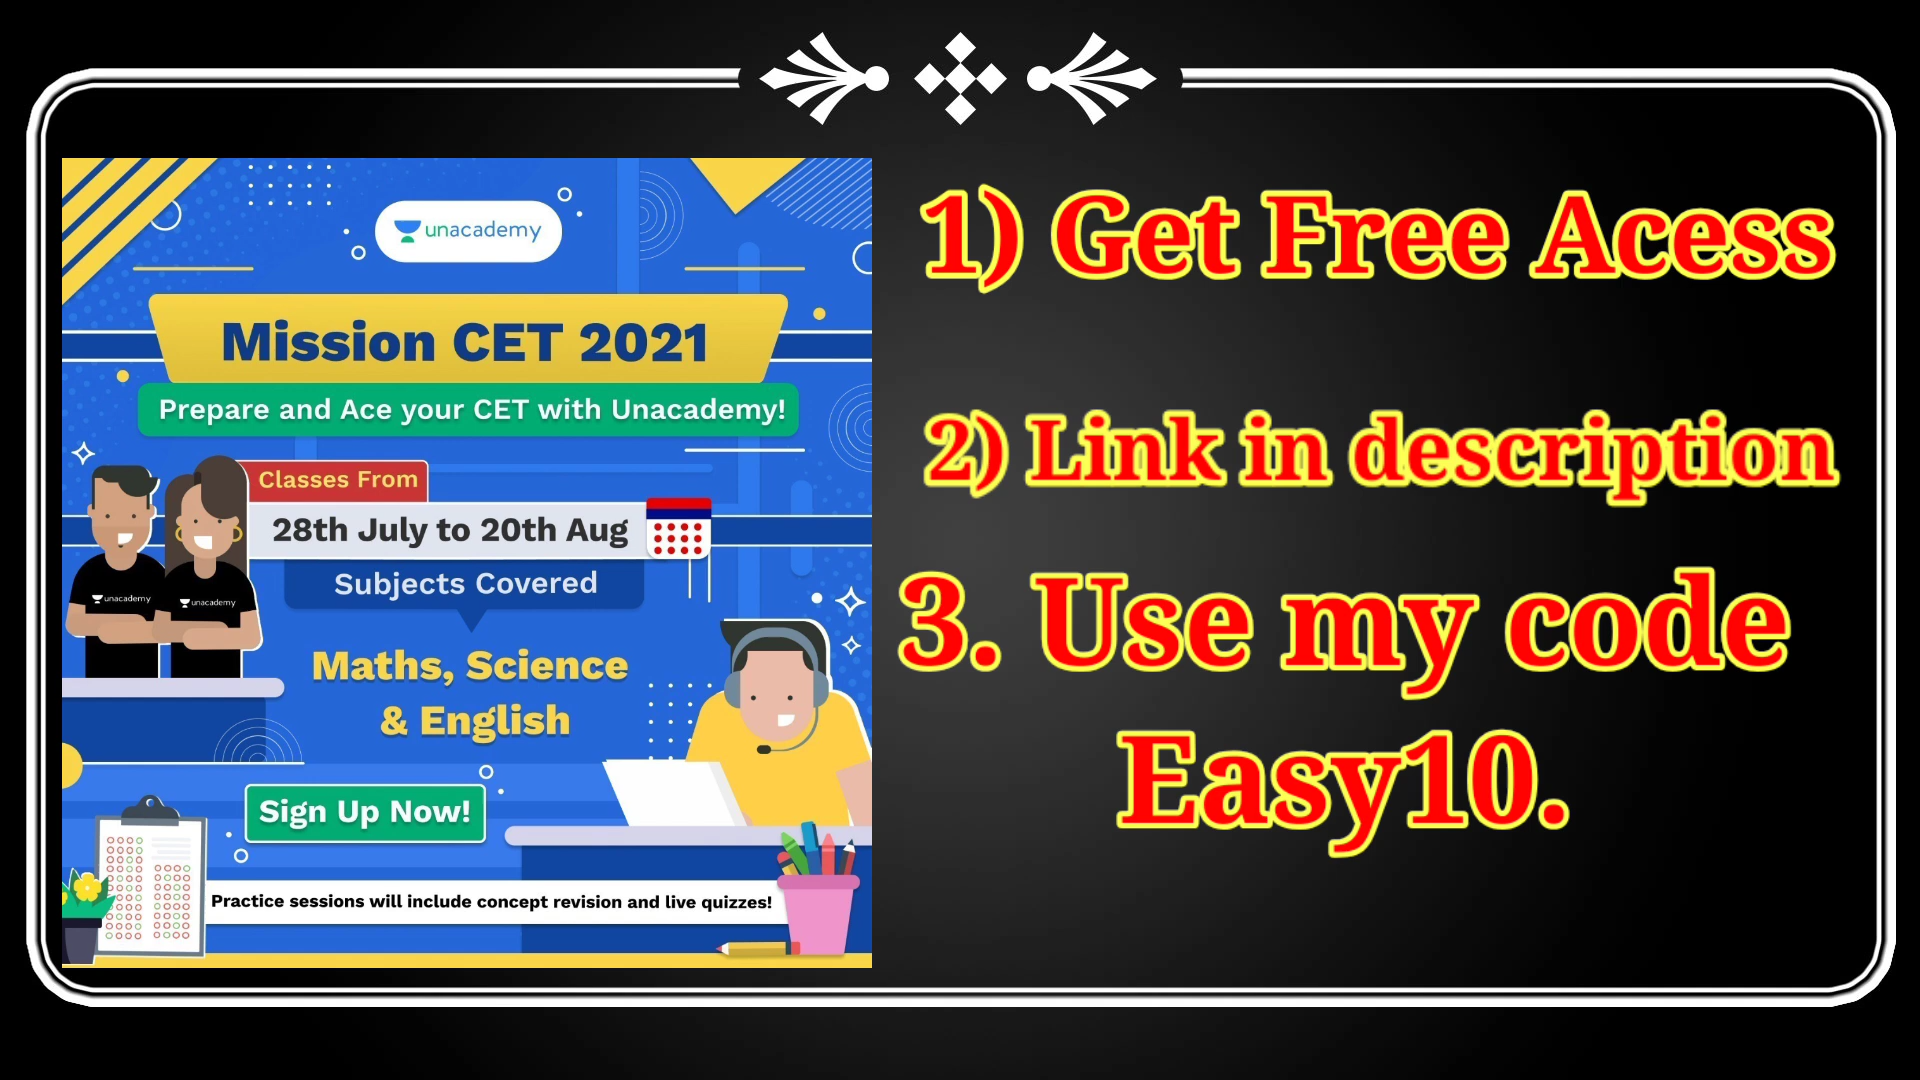 unacademy
Mission CET 2021
Prepare and Ace your CET with Unacademy!
Classes From
28th July to 20th Aug
Subjects Covered
unacademy
unacademy
Maths, Science
& English
Sign Up Now!
Practice sessions will include concept revision and live quizzes!
1) Get Free Acess
2) Link in description
3. Use my code
Easy10.